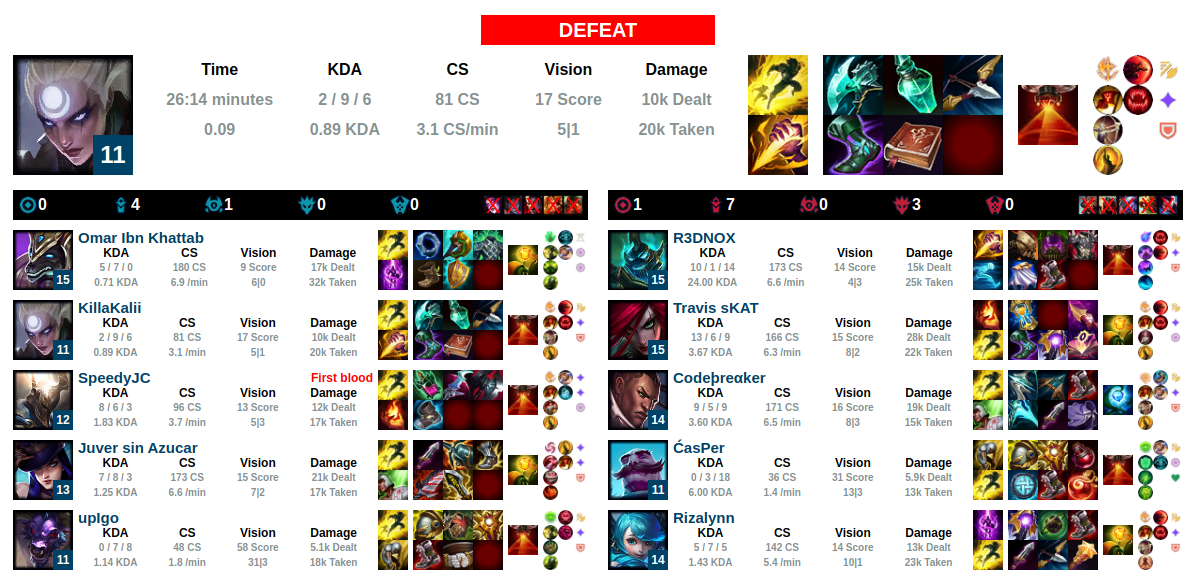 DEFEAT
Time KDA CS Vision Damage
26:14 minutes 2 / 9 / 6 81 CS 17 Score 10k Dealt
0.09 0.89 KDA 3.1 CS/min 5|1 20k Taken
11
0 4 1 0 0
1 7 0 3 0
Omar Ibn Khattab
KDA CS Vision Damage
5 / 7 / 0 180 CS 9 Score 17k Dealt
15 0.71 KDA 6.9 /min 6|0 32k Taken
KillaKalii
KDA CS Vision Damage
2 / 9 / 6 81 CS 17 Score 10k Dealt
11 0.89 KDA 3.1 /min 5|1 20k Taken
SpeedyJC First blood
KDA CS Vision Damage
8 / 6 / 3 96 CS 13 Score 12k Dealt
12 1.83 KDA 3.7 /min 5|3 17k Taken
Juver sin Azucar
KDA CS Vision Damage
7 / 8 / 3 173 CS 15 Score 21k Dealt
13 1.25 KDA 6.6 /min 7|2 17k Taken
upIgo
KDA CS Vision Damage
0 / 7 / 8 48 CS 58 Score 5.1k Dealt
11 1.14 KDA 1.8 /min 31|3 18k Taken
R3DNOX
KDA CS Vision Damage
10 / 1 / 14 173 CS 14 Score 15k Dealt
15 24.00 KDA 6.6 /min 4|3 25k Taken
Travis sKAT
KDA CS Vision Damage
13 / 6 / 9 166 CS 15 Score 28k Dealt
15 3.67 KDA 6.3 /min 8|2 22k Taken
Codeþreαker
KDA CS Vision Damage
9 / 5 / 9 171 CS 16 Score 19k Dealt
14 3.60 KDA 6.5 /min 8|3 15k Taken
ĆasPer
KDA CS Vision Damage
0 / 3 / 18 36 CS 31 Score 5.9k Dealt
11 6.00 KDA 1.4 /min 13|3 13k Taken
Rizalynn
KDA CS Vision Damage
5 / 7 / 5 142 CS 14 Score 13k Dealt
14 1.43 KDA 5.4 /min 10|1 23k Taken